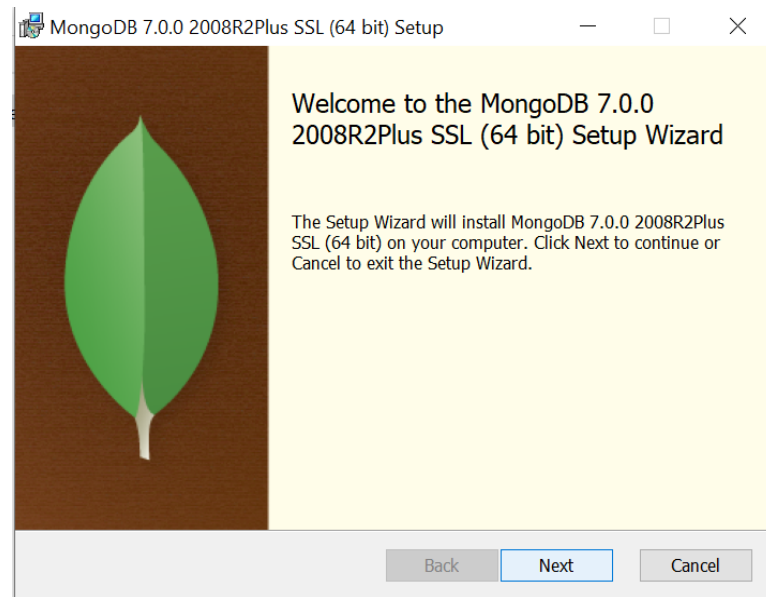 MongoDB 7.0.0 2008R2Plus SSL (64 bit) Setup
Welcome to the MongoDB 7.0.0
2008R2Plus SSL (64 bit) Setup Wizard
The Setup Wizard will install MongoDB 7.0.0 2008R2Plus
SSL (64 bit) on your computer. Click Next to continue or
Cancel to exit the Setup Wizard.
Back Next Cancel